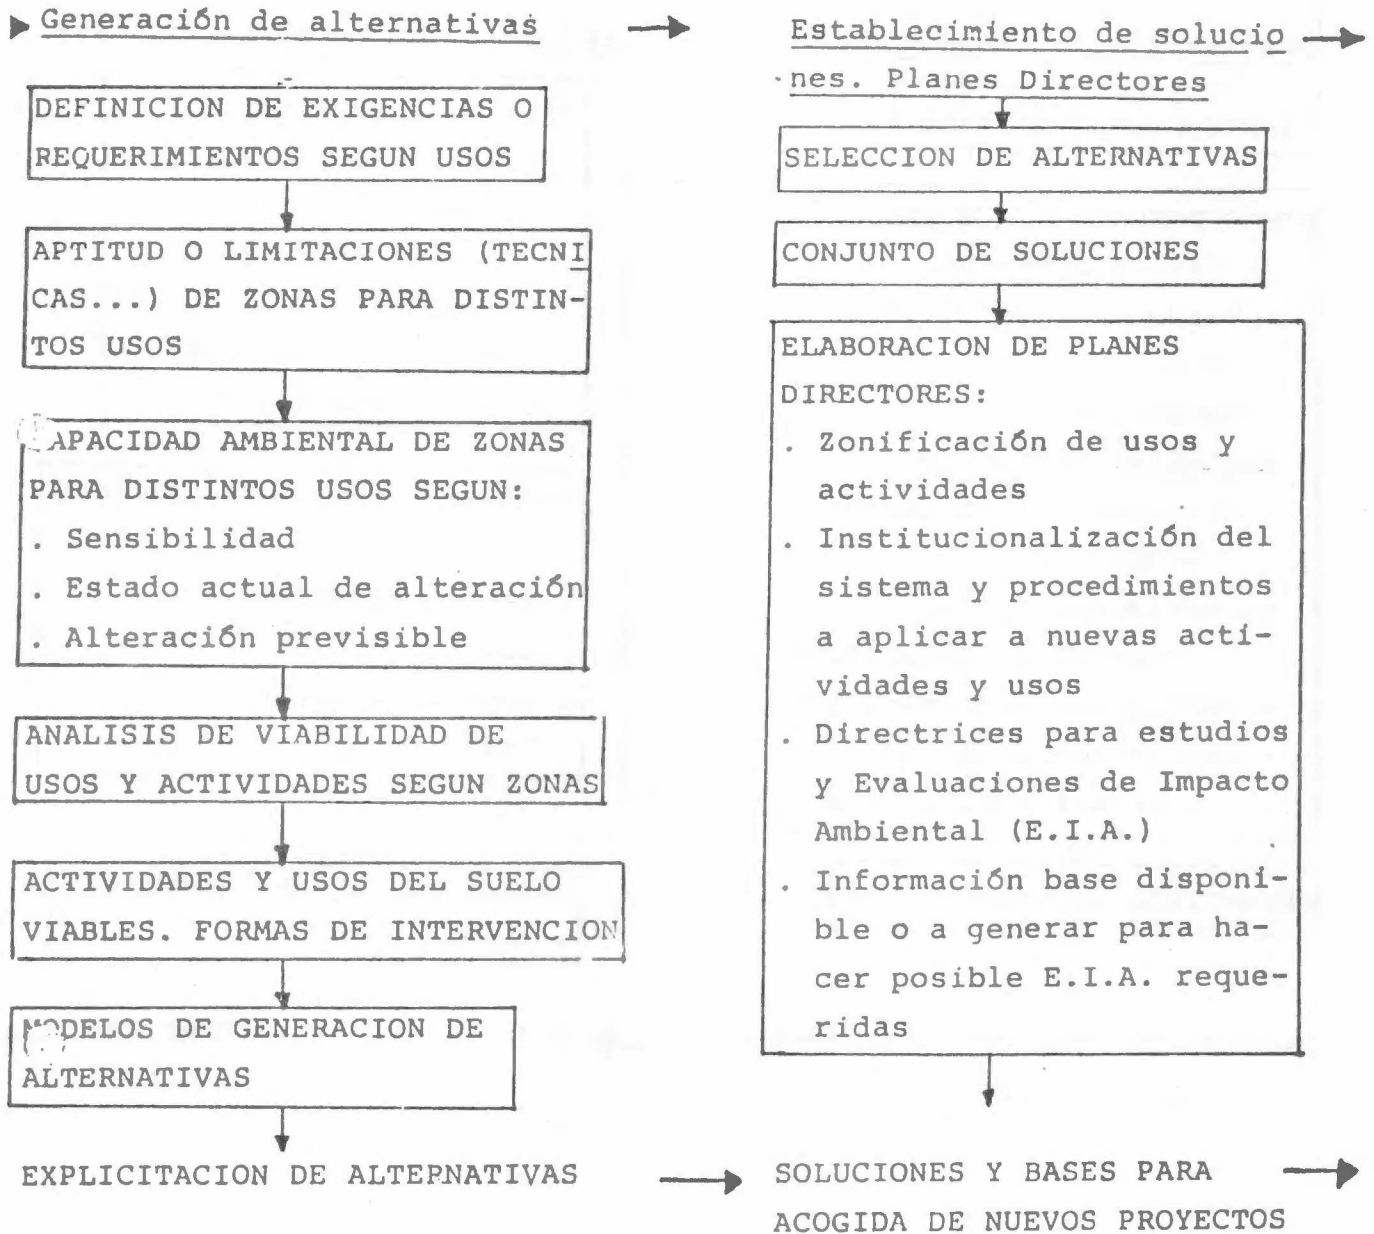 Generación de alternativas
DEFINICION DE EXIGENCIAS O
REQUERIMIENTOS SEGUN USOS
APTITUD O LIMITACIONES (TECNI
CAS...) DE ZONAS PARA DISTIN-
TOS USOS
CAPACIDAD AMBIENTAL DE ZONAS
PARA DISTINTOS USOS SEGUN:
. Sensibilidad
. Estado actual de alteración
. Alteración previsible
ANALISIS DE VIABILIDAD DE
USOS Y ACTIVIDADES SEGUN ZONAS
ACTIVIDADES Y USOS DEL SUELO
VIABLES. FORMAS DE INTERVENCION
MODELOS DE GENERACION DE
ALTERNATIVAS
EXPLICITACION DE ALTERNATIVAS
Establecimiento de solucio
nes. Planes Directores
SELECCION DE ALTERNATIVAS
CONJUNTO DE SOLUCIONES
ELABORACION DE PLANES
DIRECTORES:
. Zonificación de usos y
actividades
. Institucionalización del
sistema y procedimientos
a aplicar a nuevas acti-
vidades y usos
. Directrices para estudios
y Evaluaciones de Impacto
Ambiental (E.I.A.)
. Información base disponi-
ble o a generar para ha-
cer posible E.I.A. reque-
ridas
SOLUCIONES Y BASES PARA
ACOGIDA DE NUEVOS PROYECTOS